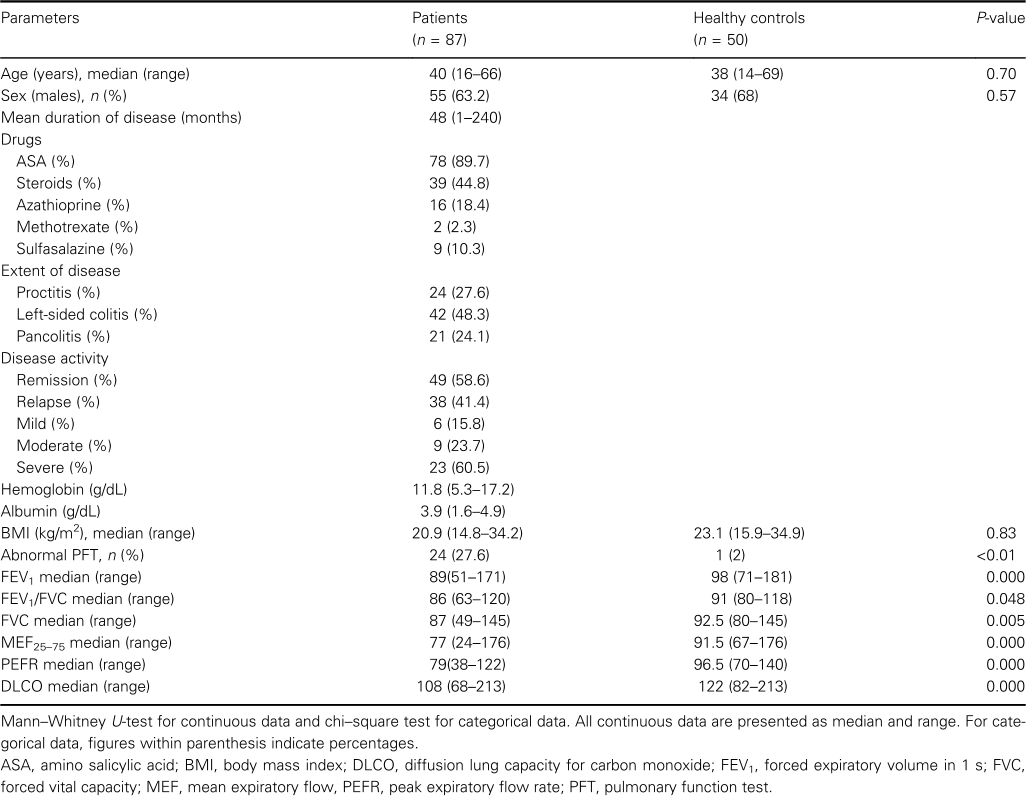 Parameters Patients Healthy controls P-value
(n = 87) (n = 50)
Age (years), median (range) 40 (16–66) 38 (14–69) 0.70
Sex (males), n (%) 55 (63.2) 34 (68) 0.57
Mean duration of disease (months) 48 (1–240)
Drugs
ASA (%) 78 (89.7)
Steroids (%) 39 (44.8)
Azathioprine (%) 16 (18.4)
Methotrexate (%) 2 (2.3)
Sulfasalazine (%) 9 (10.3)
Extent of disease
Proctitis (%) 24 (27.6)
Left-sided colitis (%) 42 (48.3)
Pancolitis (%) 21 (24.1)
Disease activity
Remission (%) 49 (58.6)
Relapse (%) 38 (41.4)
Mild (%) 6 (15.8)
Moderate (%) 9 (23.7)
Severe (%) 23 (60.5)
Hemoglobin (g/dL) 11.8 (5.3–17.2)
Albumin (g/dL) 3.9 (1.6–4.9)
BMI (kg/m²), median (range) 20.9 (14.8–34.2) 23.1 (15.9–34.9) 0.83
Abnormal PFT, n (%) 24 (27.6) 1 (2) <0.01
FEV₁ median (range) 89(51–171) 98 (71–181) 0.000
FEV₁/FVC median (range) 86 (63–120) 91 (80–118) 0.048
FVC median (range) 87 (49–145) 92.5 (80–145) 0.005
MEF₂₅₋₇₅ median (range) 77 (24–176) 91.5 (67–176) 0.000
PEFR median (range) 79(38–122) 96.5 (70–140) 0.000
DLCO median (range) 108 (68–213) 122 (82–213) 0.000
Mann–Whitney U-test for continuous data and chi–square test for categorical data. All continuous data are presented as median and range. For cate-
gorical data, figures within parenthesis indicate percentages.
ASA, amino salicylic acid; BMI, body mass index; DLCO, diffusion lung capacity for carbon monoxide; FEV₁, forced expiratory volume in 1 s; FVC,
forced vital capacity; MEF, mean expiratory flow, PEFR, peak expiratory flow rate; PFT, pulmonary function test.